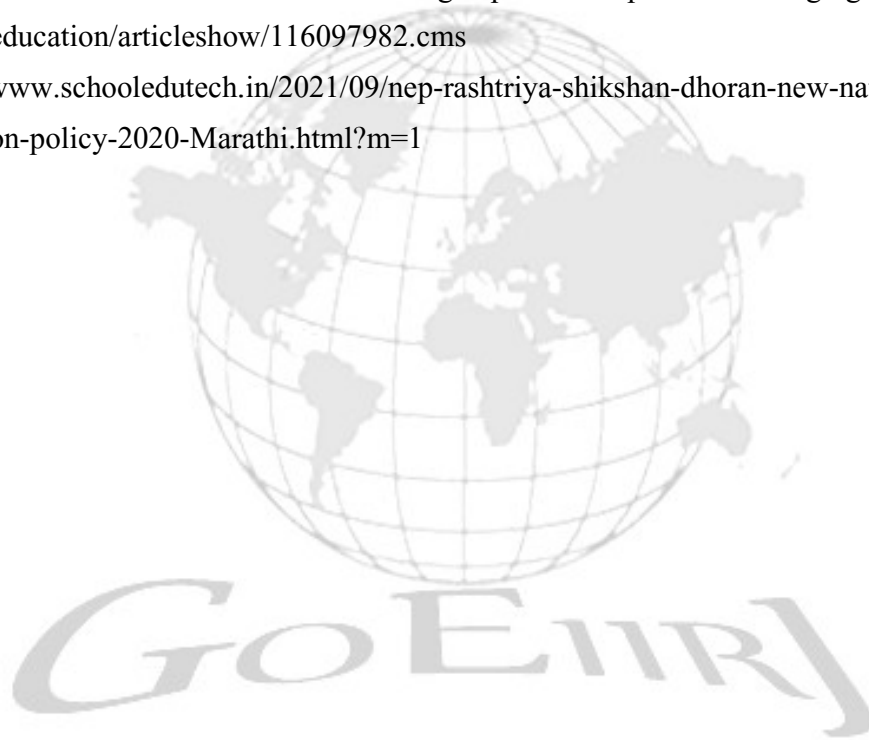 education/articleshow/116097982.cms
www.schooledutech.in/2021/09/nep-rashtriya-shikshan-dhoran-new-na
on-policy-2020-Marathi.html?m=1
GOEIIRJ